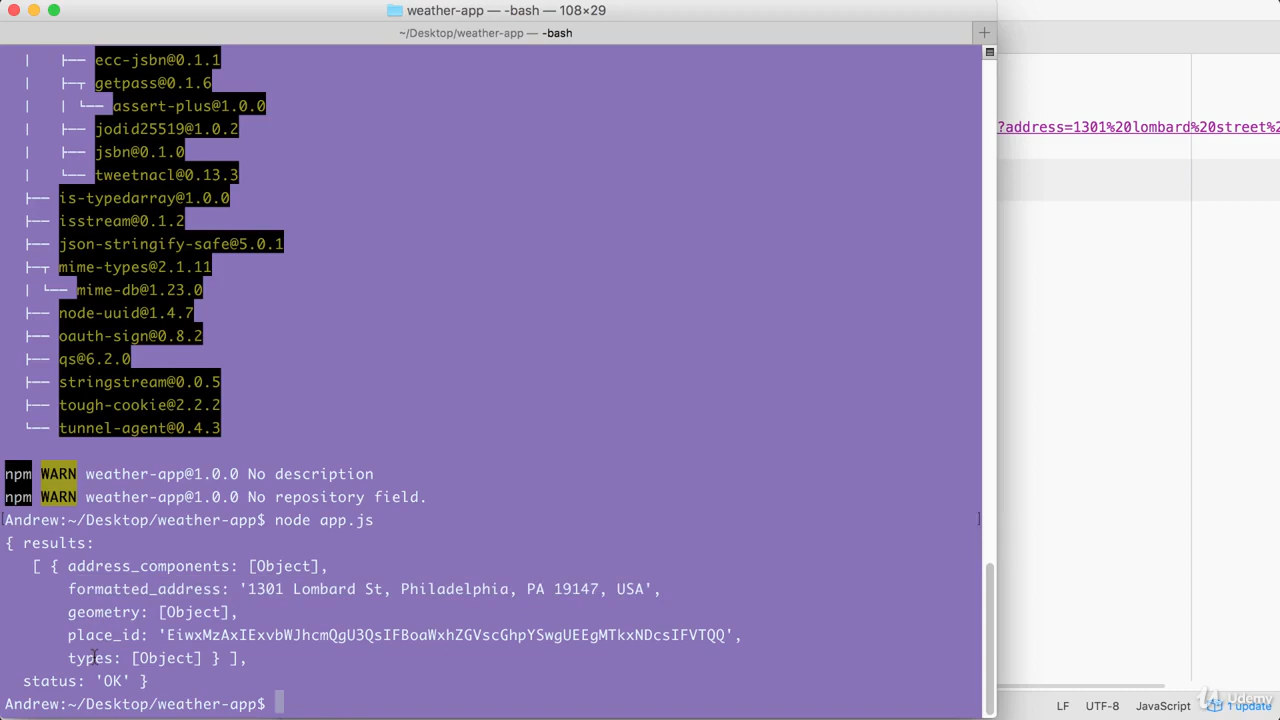 weather-app — -bash — 108×29
~/Desktop/weather-app — -bash
| ├── ecc-jsbn@0.1.1
| ├─┬ getpass@0.1.6
| | └── assert-plus@1.0.0
| ├── jodid25519@1.0.2
| ├── jsbn@0.1.0
| └── tweetnacl@0.13.3
├── is-typedarray@1.0.0
├── isstream@0.1.2
├── json-stringify-safe@5.0.1
├─┬ mime-types@2.1.11
| └── mime-db@1.23.0
├── node-uuid@1.4.7
├── oauth-sign@0.8.2
├── qs@6.2.0
├── stringstream@0.0.5
├── tough-cookie@2.2.2
└── tunnel-agent@0.4.3
npm WARN weather-app@1.0.0 No description
npm WARN weather-app@1.0.0 No repository field.
Andrew:~/Desktop/weather-app$ node app.js
{ results:
[ { address_components: [Object],
formatted_address: '1301 Lombard St, Philadelphia, PA 19147, USA',
geometry: [Object],
place_id: 'EiwxMzAxIExvbWJhcmQgU3QsIFBoaWxhZGVscGhpYSwgUEEgMTkxNDcsIFVTQQ',
types: [Object] } ],
status: 'OK' }
Andrew:~/Desktop/weather-app$
?address=1301%20lombard%20street%2
LF UTF-8 JavaScript 1 update
Udemy